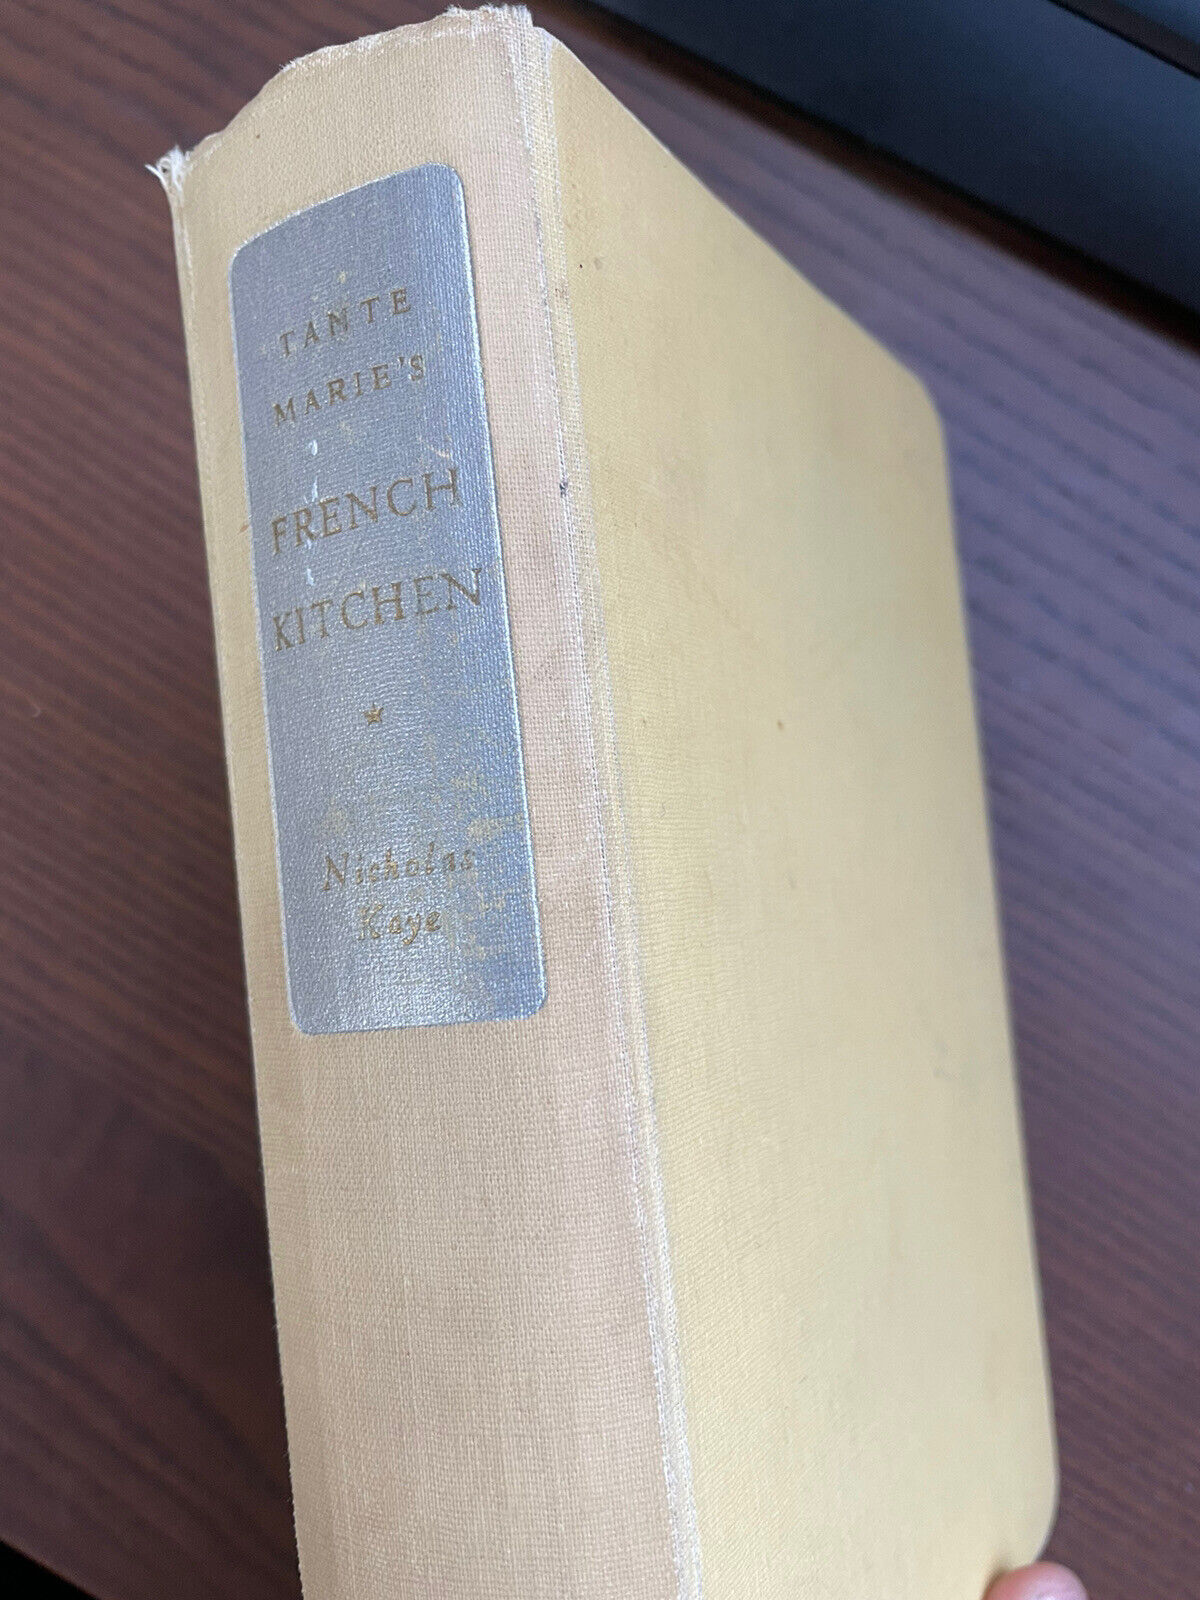 TANTE
MARIE'S
FRENCH
KITCHEN
Nicholas
Kaye